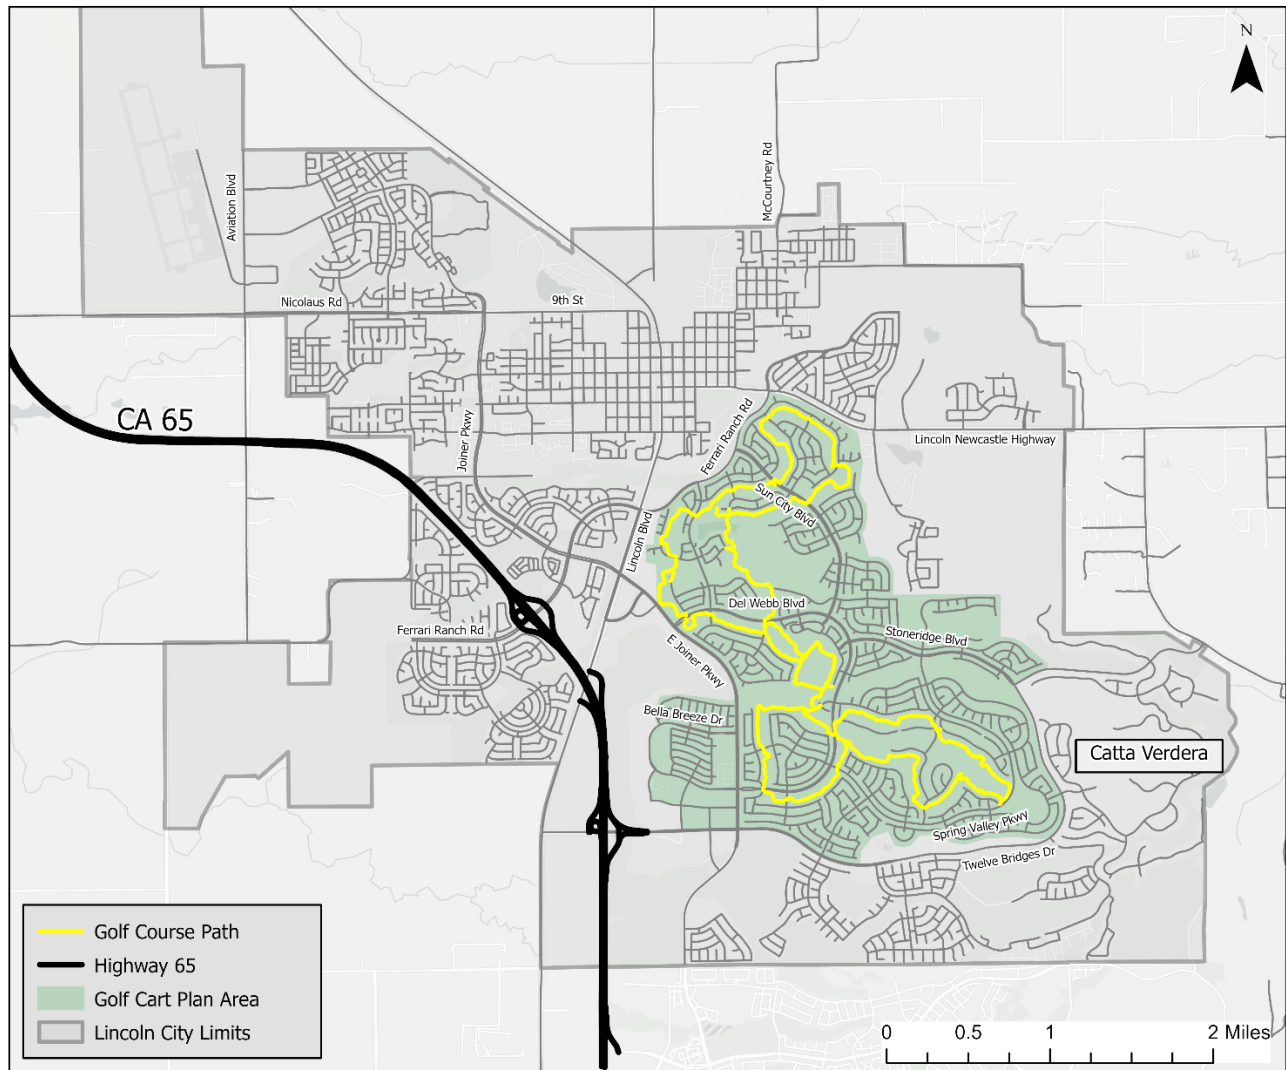 N
McCourtney Rd
Aviation Blvd
Nicolaus Rd
9th St
CA 65
Joiner Pkwy
Ferrari Ranch Rd
Lincoln Newcastle Highway
Sun City Blvd
Lincoln Blvd
Del Webb Blvd
Ferrari Ranch Rd
Stoneridge Blvd
E Joiner Pkwy
Bella Breeze Dr
Catta Verdera
Spring Valley Pkwy
Twelve Bridges Dr
Golf Course Path
Highway 65
Golf Cart Plan Area
Lincoln City Limits
0 0.5 1 2 Miles